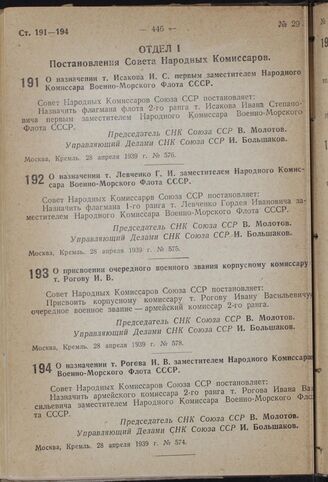 Ст. 191—194
— 446 —
№ 29
ОТДЕЛ I
Постановления Совета Народных Комиссаров.
191 О назначении т. Исакова И. С. первым заместителем Народного
Комиссара Военно-Морского Флота СССР.
Совет Народных Комиссаров Союза ССР постановляет:
Назначить флагмана флота 2-го ранга т. Исакова Ивана Степано-
вича первым заместителем Народного Комиссара Военно-Морского
Флота СССР.
Председатель СНК Союза ССР В. Молотов.
Управляющий Делами СНК Союза ССР И. Большаков.
Москва, Кремль. 28 апреля 1939 г. № 576.
192 О назначении т. Левченко Г. И. заместителем Народного Комис-
сара Военно-Морского Флота СССР.
Совет Народных Комиссаров Союза ССР постановляет:
Назначить флагмана 1-го ранга т. Левченко Гордея Ивановича за-
местителем Народного Комиссара Военно-Морского Флота СССР.
Председатель СНК Союза ССР В. Молотов.
Управляющий Делами СНК Союза ССР И. Большаков.
Москва, Кремль. 28 апреля 1939 г. № 575.
193 О присвоении очередного военного звания корпусному комиссару
т. Рогову И. В.
Совет Народных Комиссаров Союза ССР постановляет:
Присвоить корпусному комиссару т. Рогову Ивану Васильевичу
очередное военное звание — армейский комиссар 2-го ранга.
Председатель СНК Союза ССР В. Молотов.
Управляющий Делами СНК Союза ССР И. Большаков.
Москва, Кремль. 28 апреля 1939 г. № 578.
194 О назначении т. Рогова И. В. заместителем Народного Комиссара
Военно-Морского Флота СССР.
Совет Народных Комиссаров Союза ССР постановляет:
Назначить армейского комиссара 2-го ранга т. Рогова Ивана Ва-
сильевича заместителем Народного Комиссара Военно-Морского Фло-
та СССР.
Председатель СНК Союза ССР В. Молотов.
Управляющий Делами СНК Союза ССР И. Большаков.
Москва, Кремль. 28 апреля 1939 г. № 574.